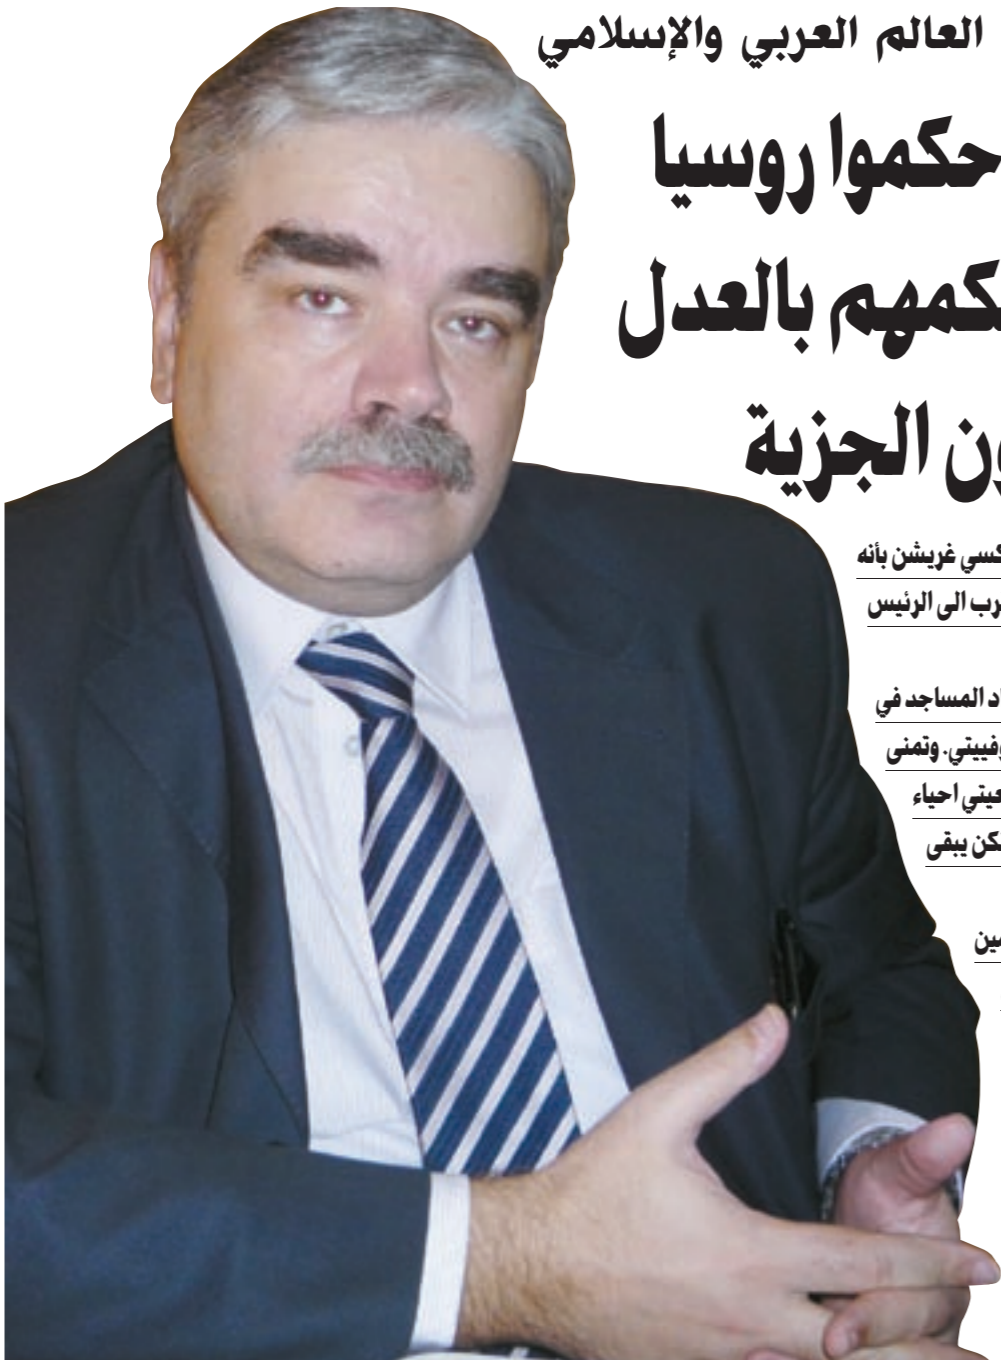 العالم العربي والإسلامي
حكموا روسيا
كمهم بالعدل
ون الجزية
كسي غريشن بأنه
رب الى الرئيس
اد المساجد في
وفييتي. وتمنى
عيتي احياء
كن يبقى
ين